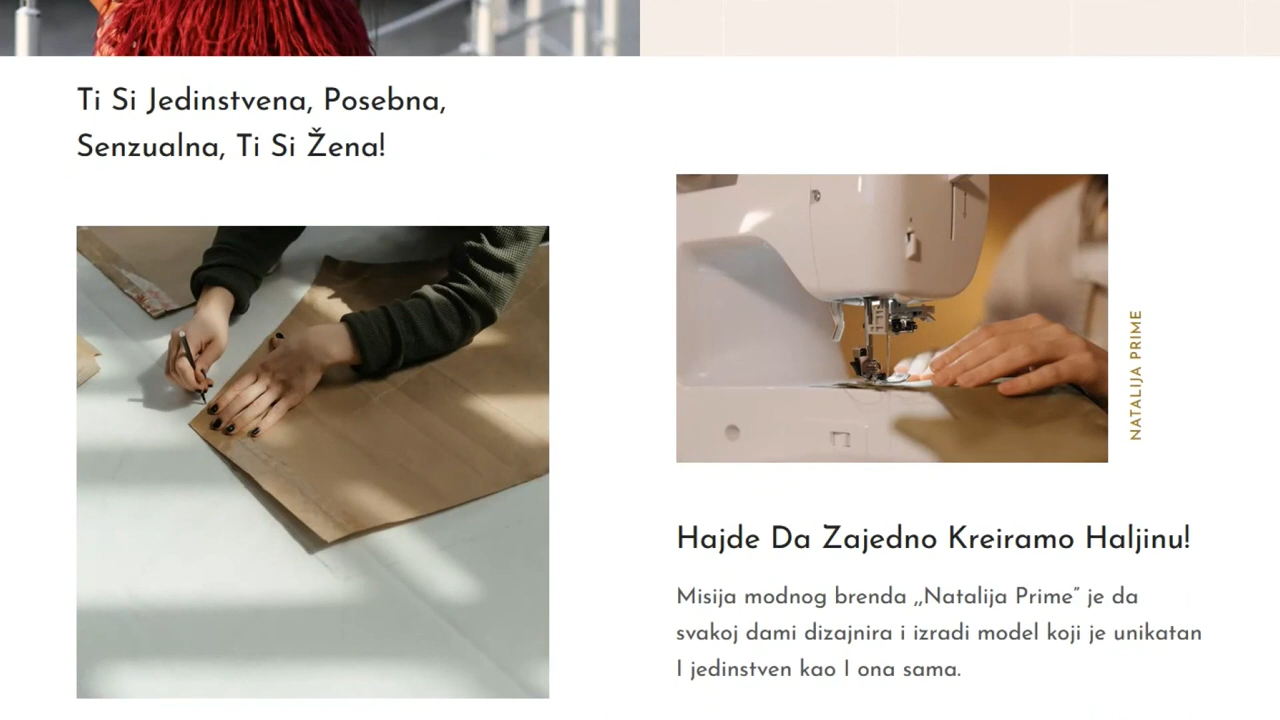 Ti Si Jedinstvena, Posebna,
Senzualna, Ti Si Žena!
NATALIJA PRIME
Hajde Da Zajedno Kreiramo Haljinu!
Misija modnog brenda ,,Natalija Prime” je da
svakoj dami dizajnira i izradi model koji je unikatan
I jedinstven kao I ona sama.